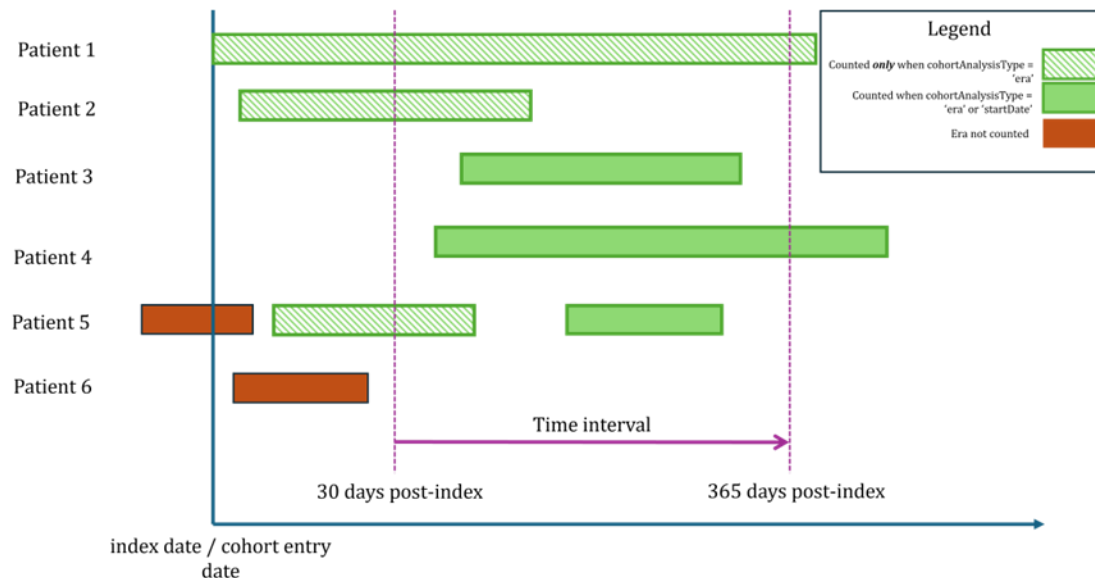 Patient 1
Patient 2
Patient 3
Patient 4
Patient 5
Patient 6
Legend
Counted only when cohortAnalysisType =
'era'
Counted when cohortAnalysisType =
'era' or 'startDate'
Era not counted
Time interval
30 days post-index
365 days post-index
index date / cohort entry
date